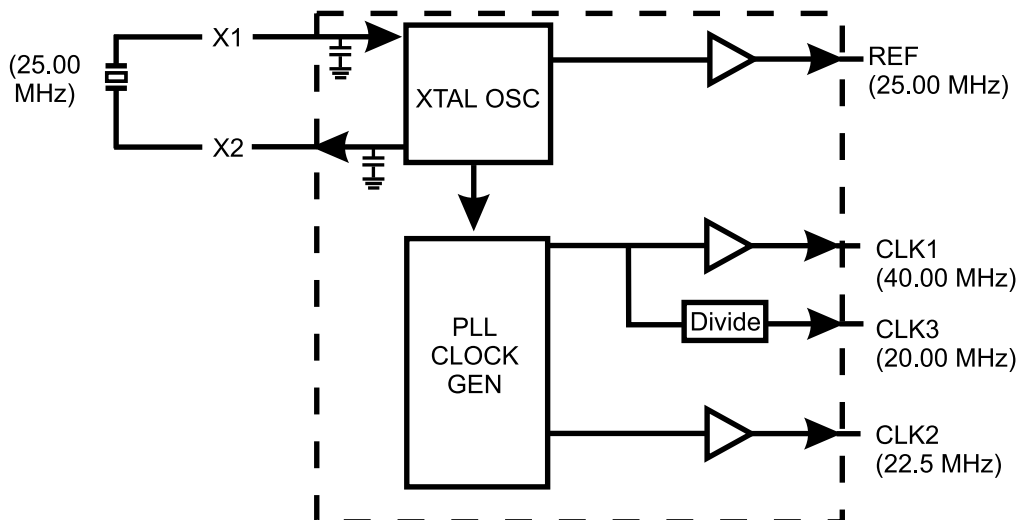 (25.00
MHz)
X1
X2
XTAL OSC
REF
(25.00 MHz)
PLL
CLOCK
GEN
CLK1
(40.00 MHz)
Divide
CLK3
(20.00 MHz)
CLK2
(22.5 MHz)